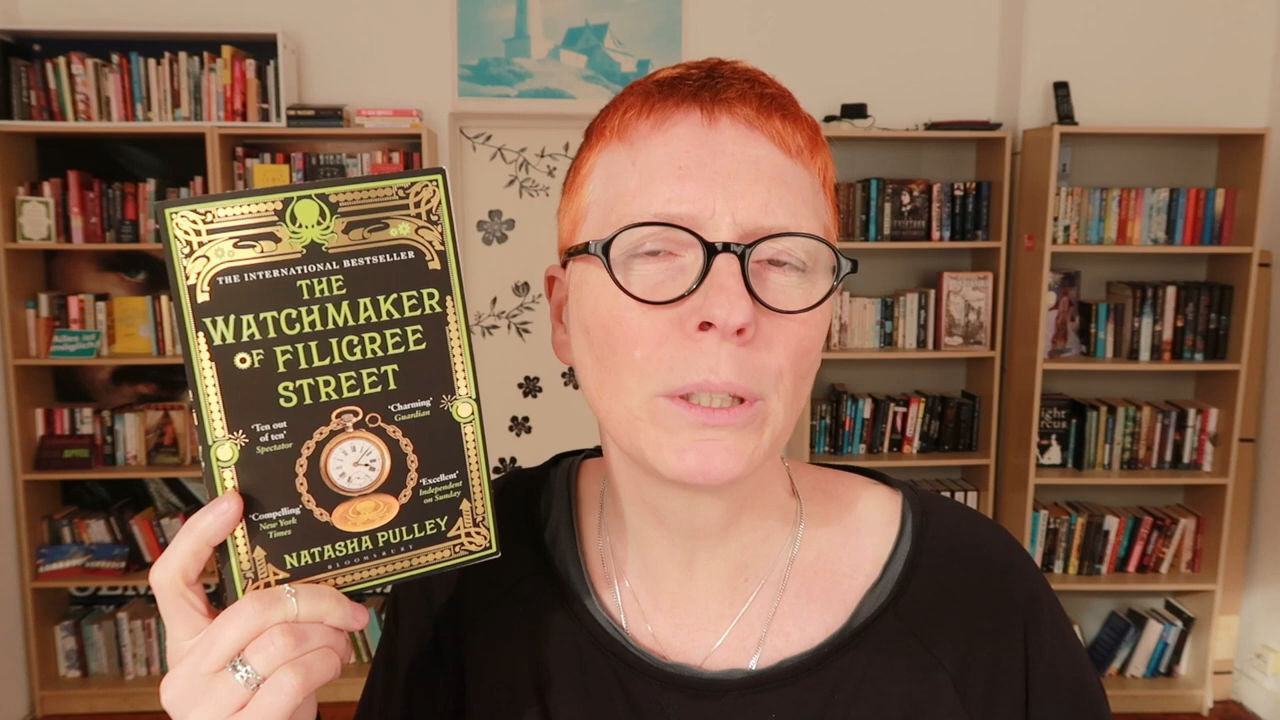 THE INTERNATIONAL BESTSELLER
THE
WATCHMAKER
OF FILIGREE
STREET
'Ten out
of ten'
Spectator
'Charming'
Guardian
'Excellent'
Independent
on Sunday
'Compelling'
New York
Times
NATASHA PULLEY
BLOOMSBURY